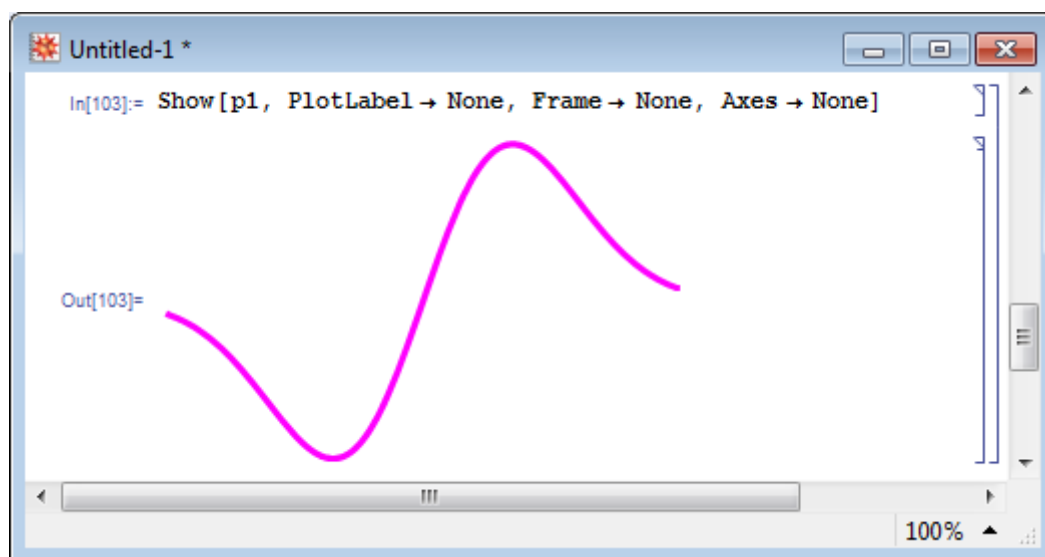 Untitled-1 *
In[103]:= Show[p1, PlotLabel → None, Frame → None, Axes → None]
Out[103]=
100%